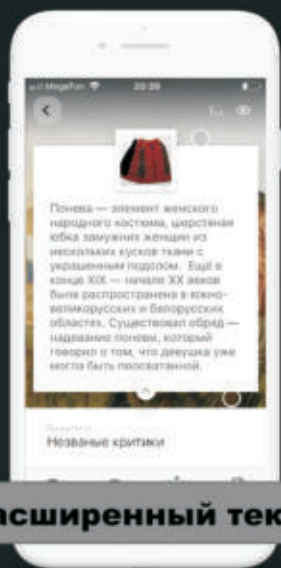 MegaFon 20:39
Понева — элемент женского
народного костюма, шерстяная
юбка замужних женщин из
нескольких кусков ткани с
украшенным подолом. Ещё в
конце XIX — начале XX веков
была распространена в южно-
великорусских и белорусских
областях. Существовал обряд —
надевание поневы, который
говорил о том, что девушка уже
могла быть просватанной.
Незваные критики
асширенный тек